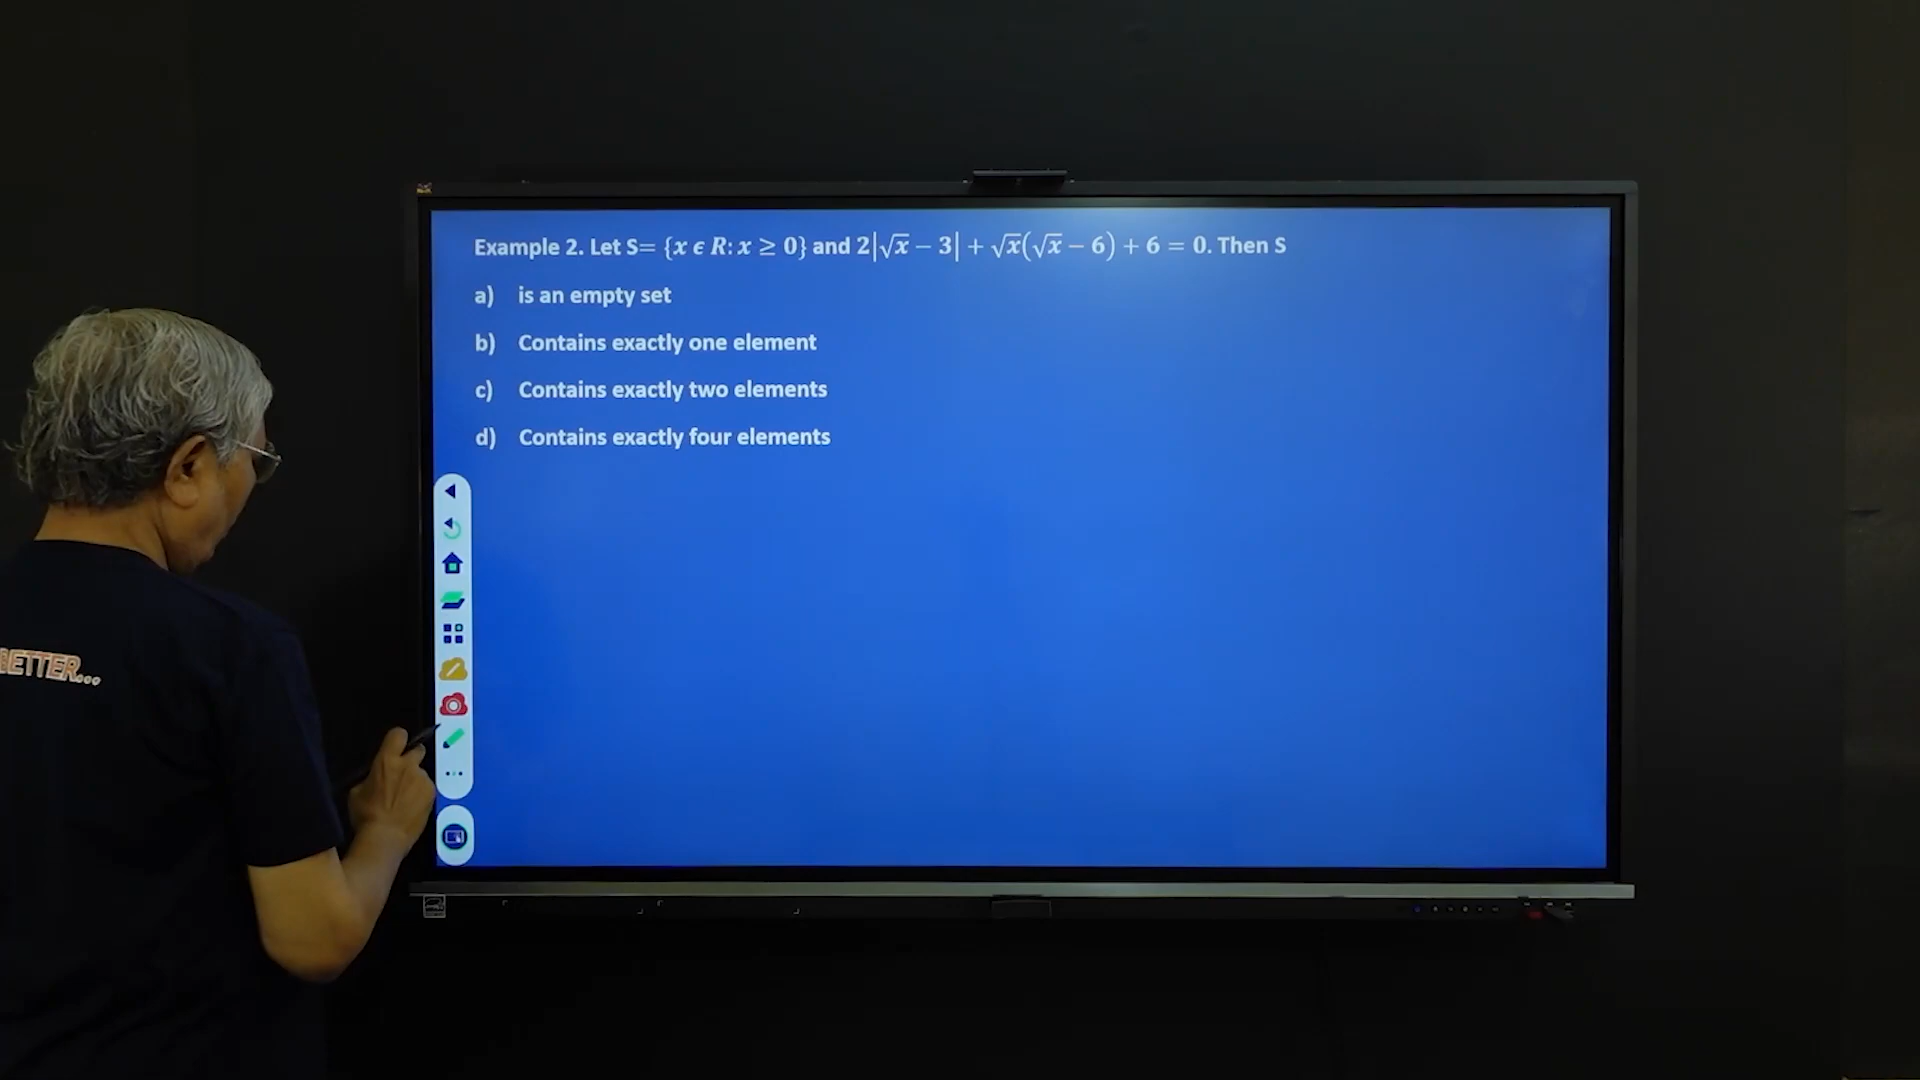 Example 2. Let S= {x ϵ R: x ≥ 0} and 2|√x − 3| + √x(√x − 6) + 6 = 0. Then S
a) is an empty set
b) Contains exactly one element
c) Contains exactly two elements
d) Contains exactly four elements
BETTER...